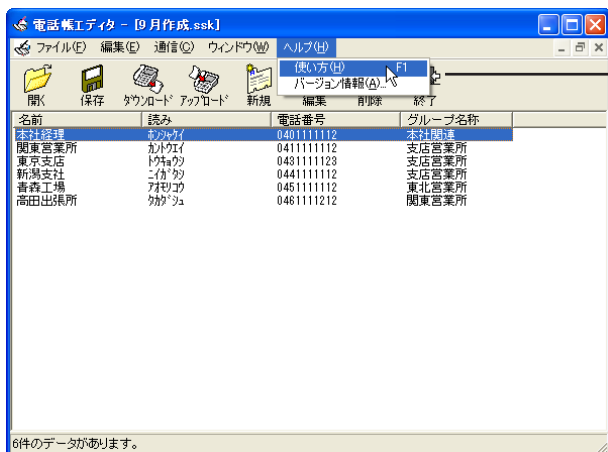 電話帳エディタ - [9月作成.ssk]
ファイル(F) 編集(E) 通信(C) ウィンドウ(W) ヘルプ(H)
使い方(H) F1
バージョン情報(A)...
開く 保存 ダウンロード アップロード 新規 編集 削除 終了
名前 読み 電話番号 グループ名称
本社経理 ホンシャケイ 0401111112 本社関連
関東営業所 カントウエイ 0411111112 支店営業所
東京支店 トウキョウシ 0431111123 支店営業所
新潟支社 ニイガタシ 0441111112 支店営業所
青森工場 アオモリコウ 0451111112 東北営業所
高田出張所 タカダシュ 0461111212 関東営業所
6件のデータがあります。